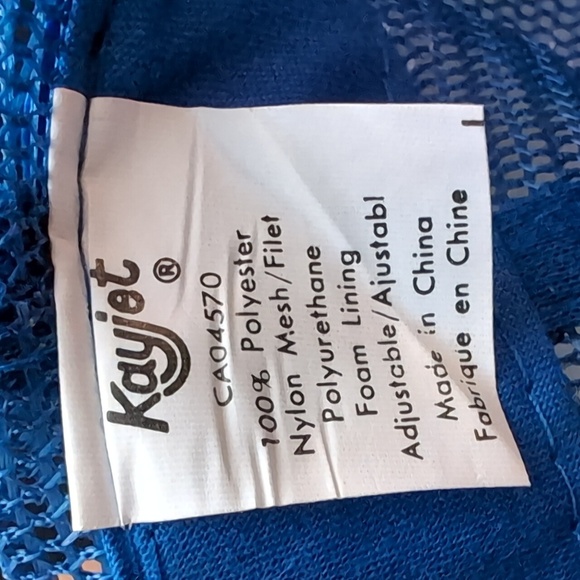 Kayjet®
CA04570
100% Polyester
Nylon Mesh/Filet
Polyurethane
Foam Lining
Adjustable/Ajustabl
Made in China
Fabrique en Chine